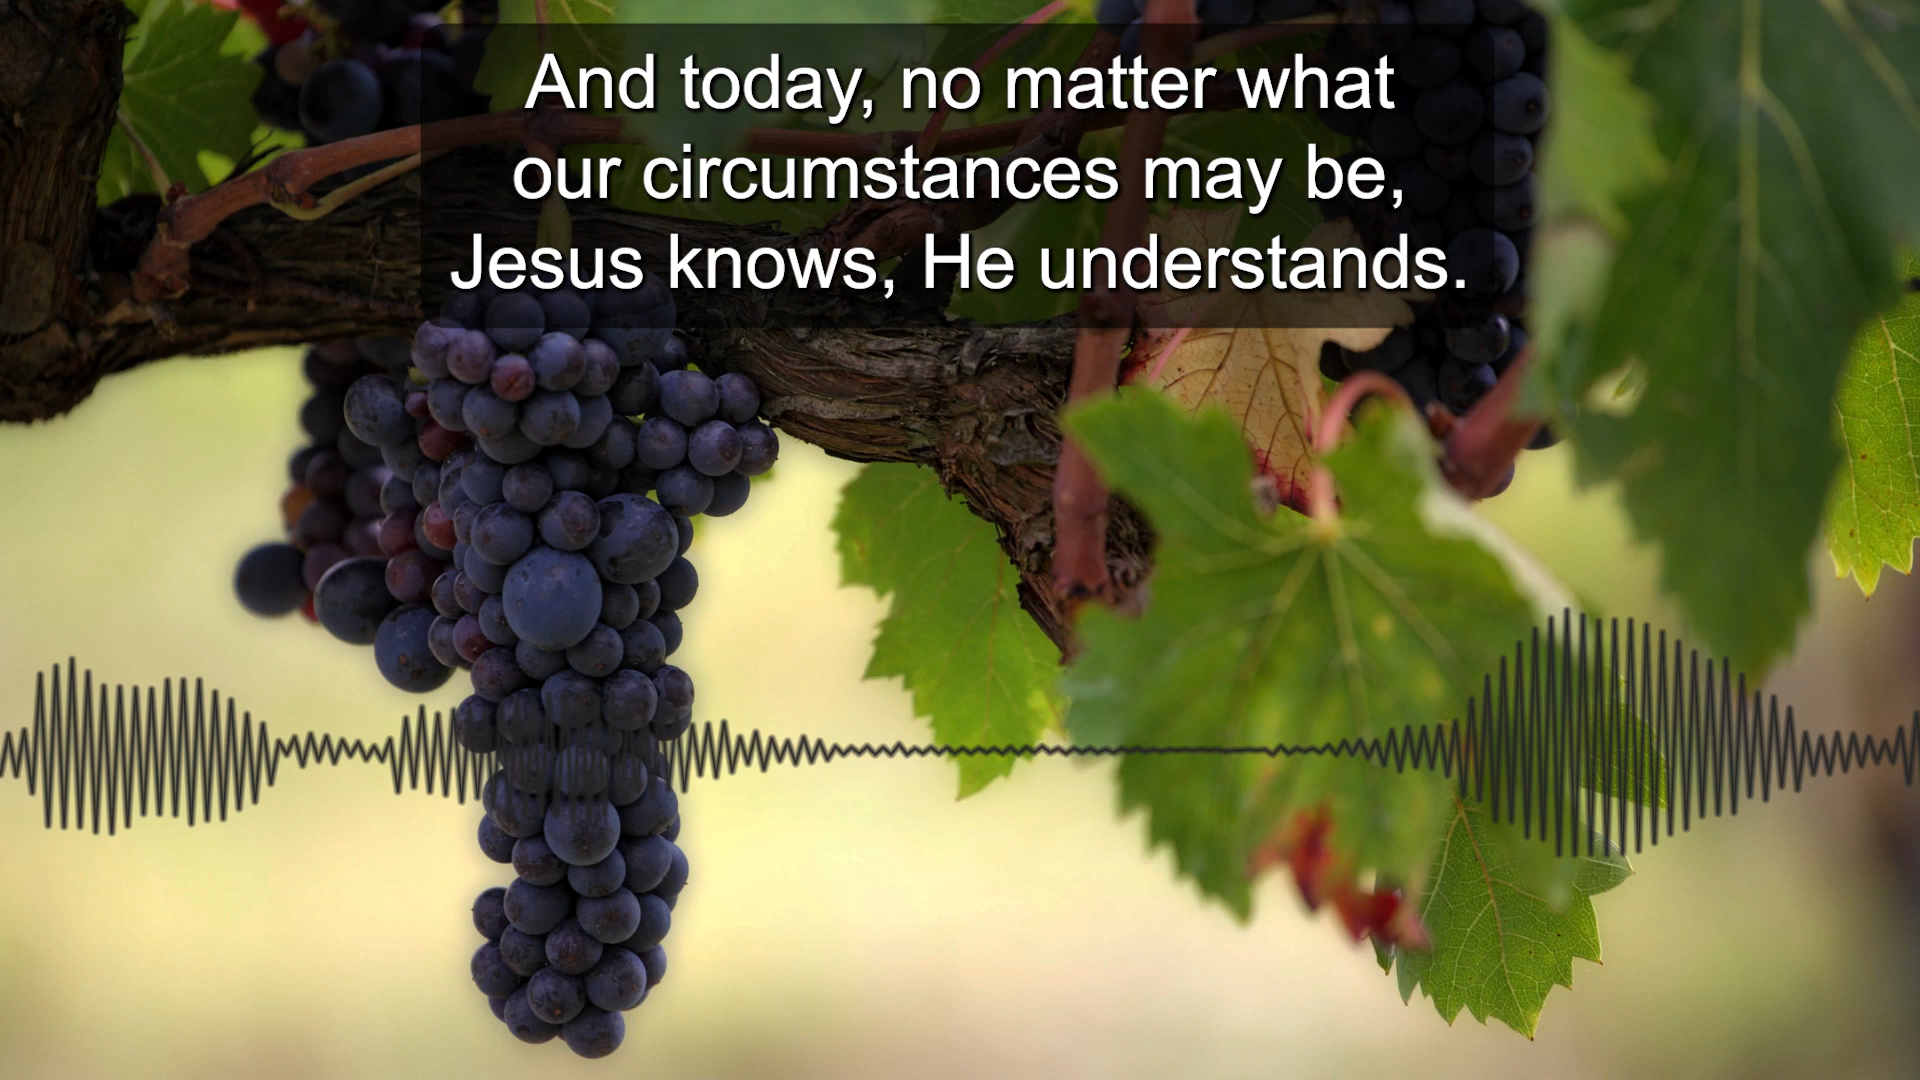 And today, no matter what
our circumstances may be,
Jesus knows, He understands.